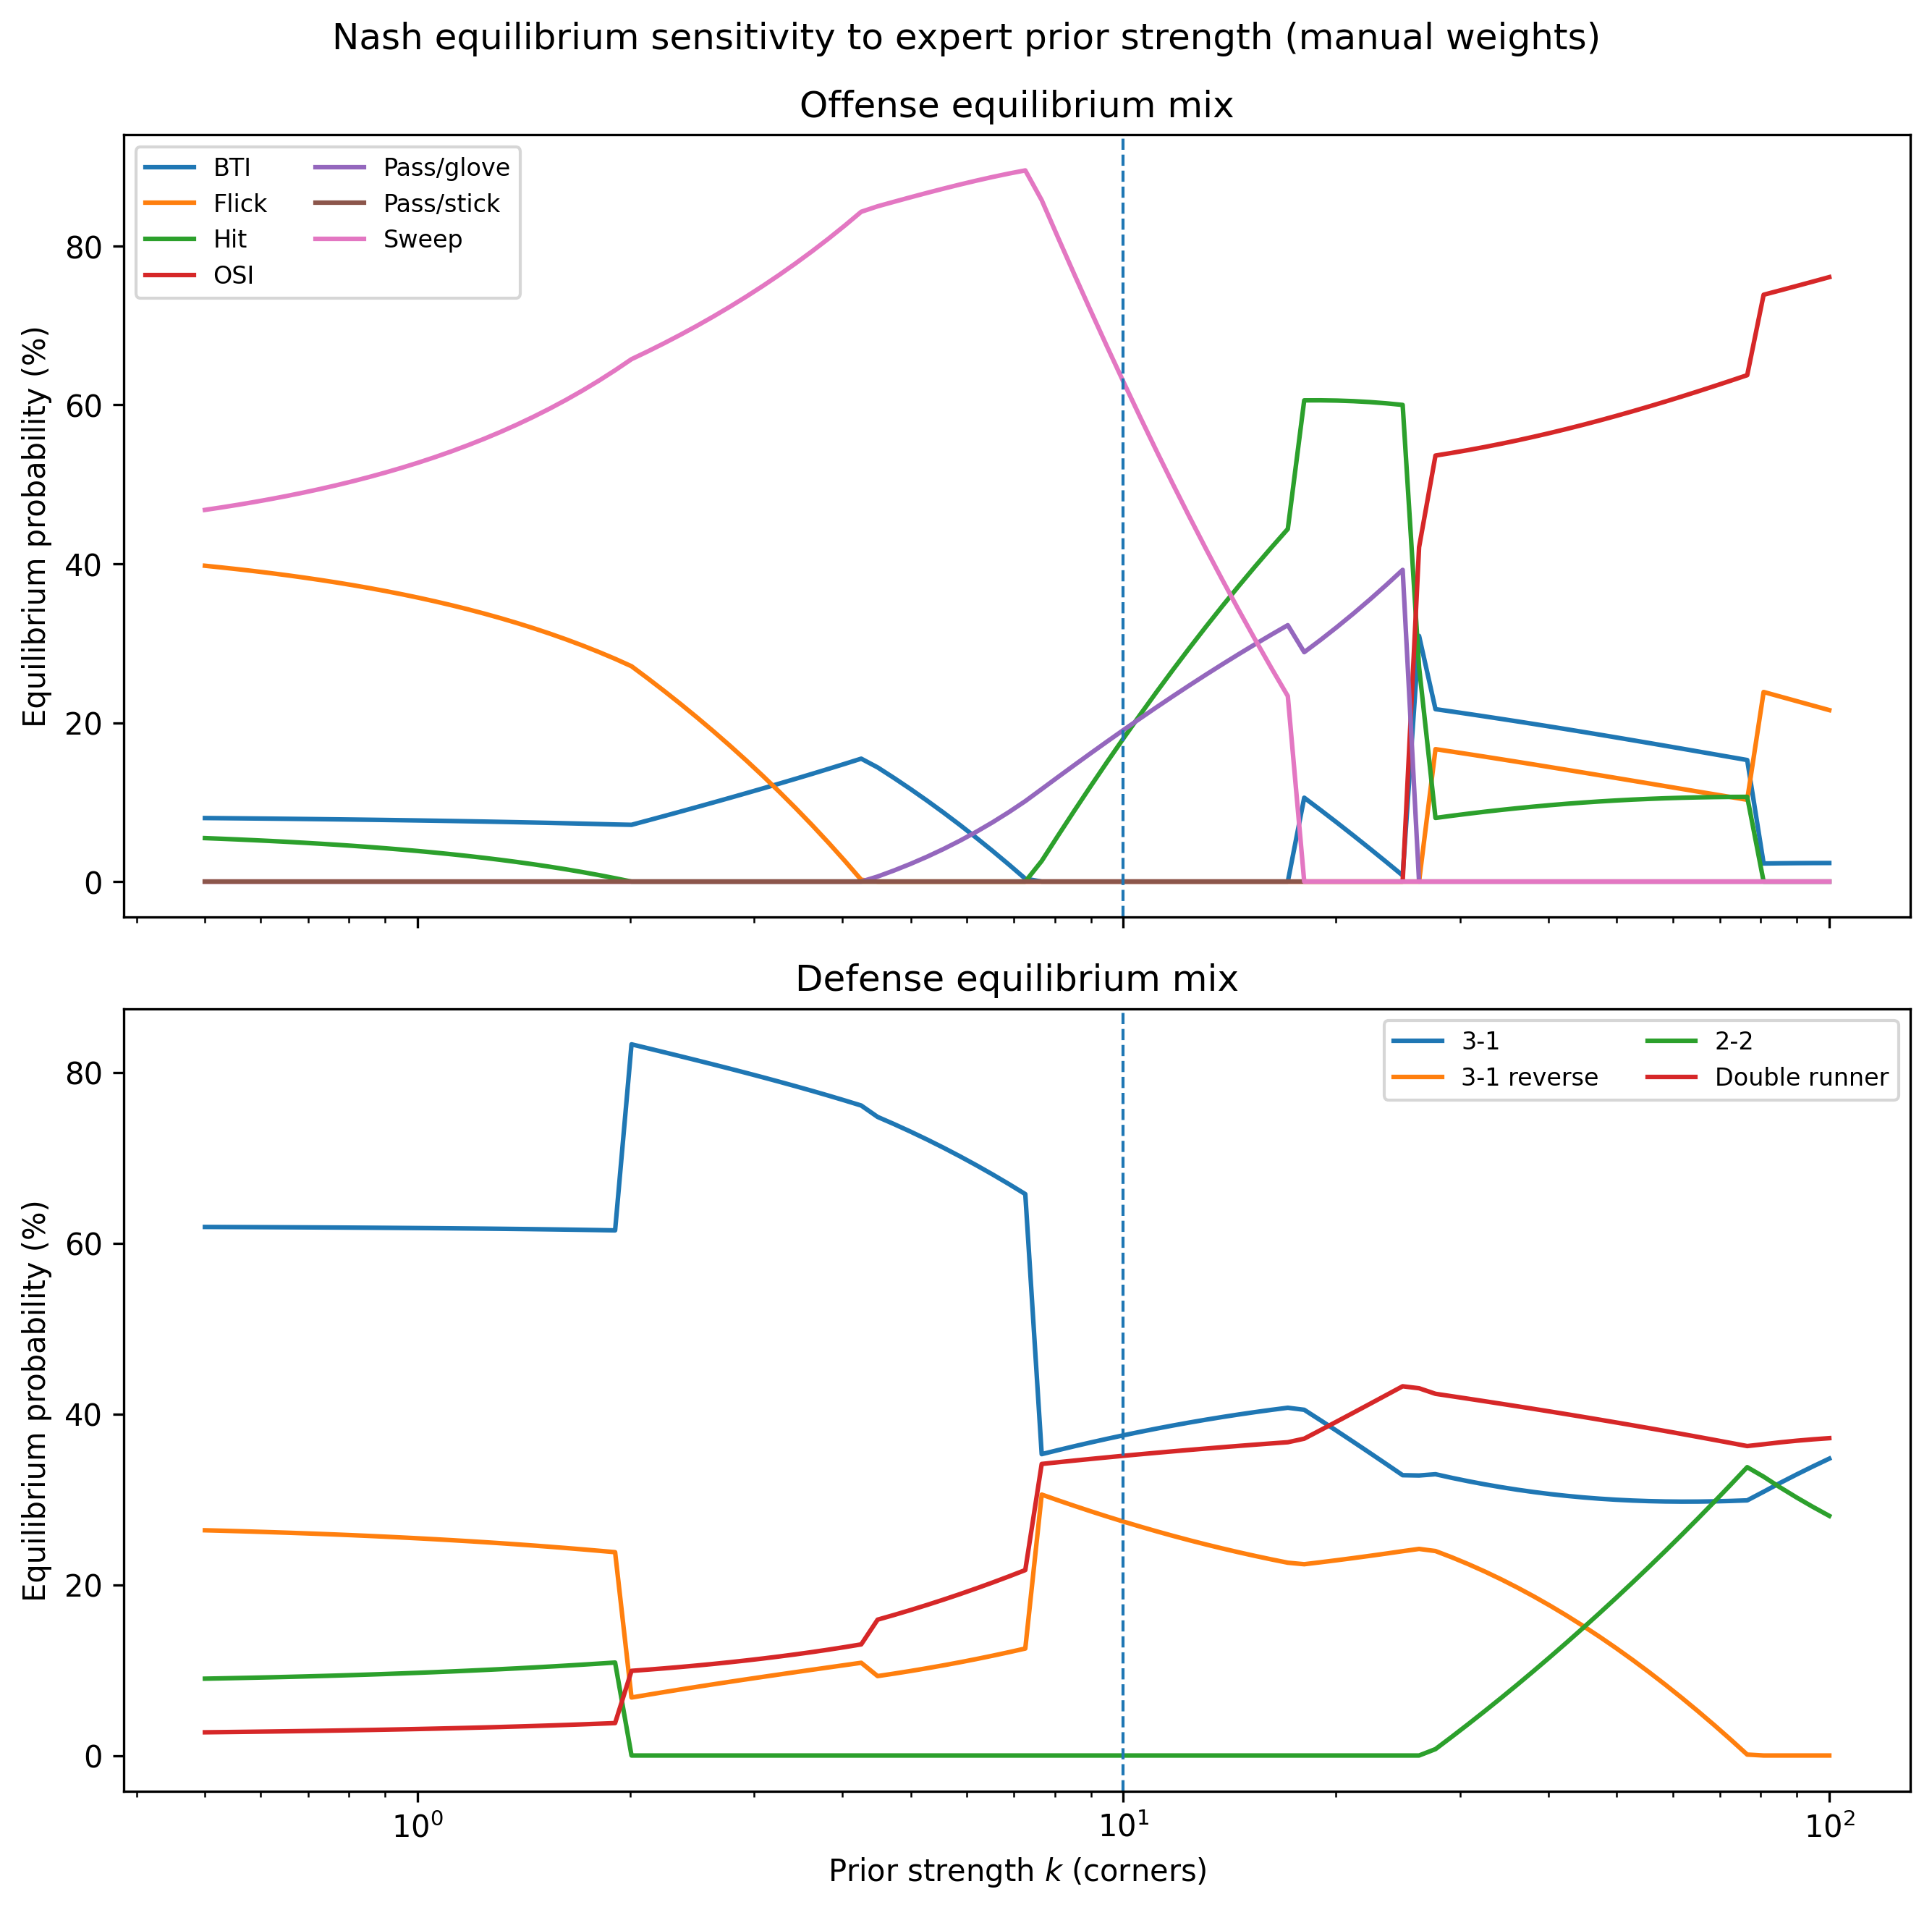 Nash equilibrium sensitivity to expert prior strength (manual weights)
Offense equilibrium mix
Equilibrium probability (%)
80
60
40
20
0
BTI
Flick
Hit
OSI
Pass/glove
Pass/stick
Sweep
Defense equilibrium mix
Equilibrium probability (%)
80
60
40
20
0
3-1
3-1 reverse
2-2
Double runner
10⁰
10¹
10²
Prior strength k (corners)